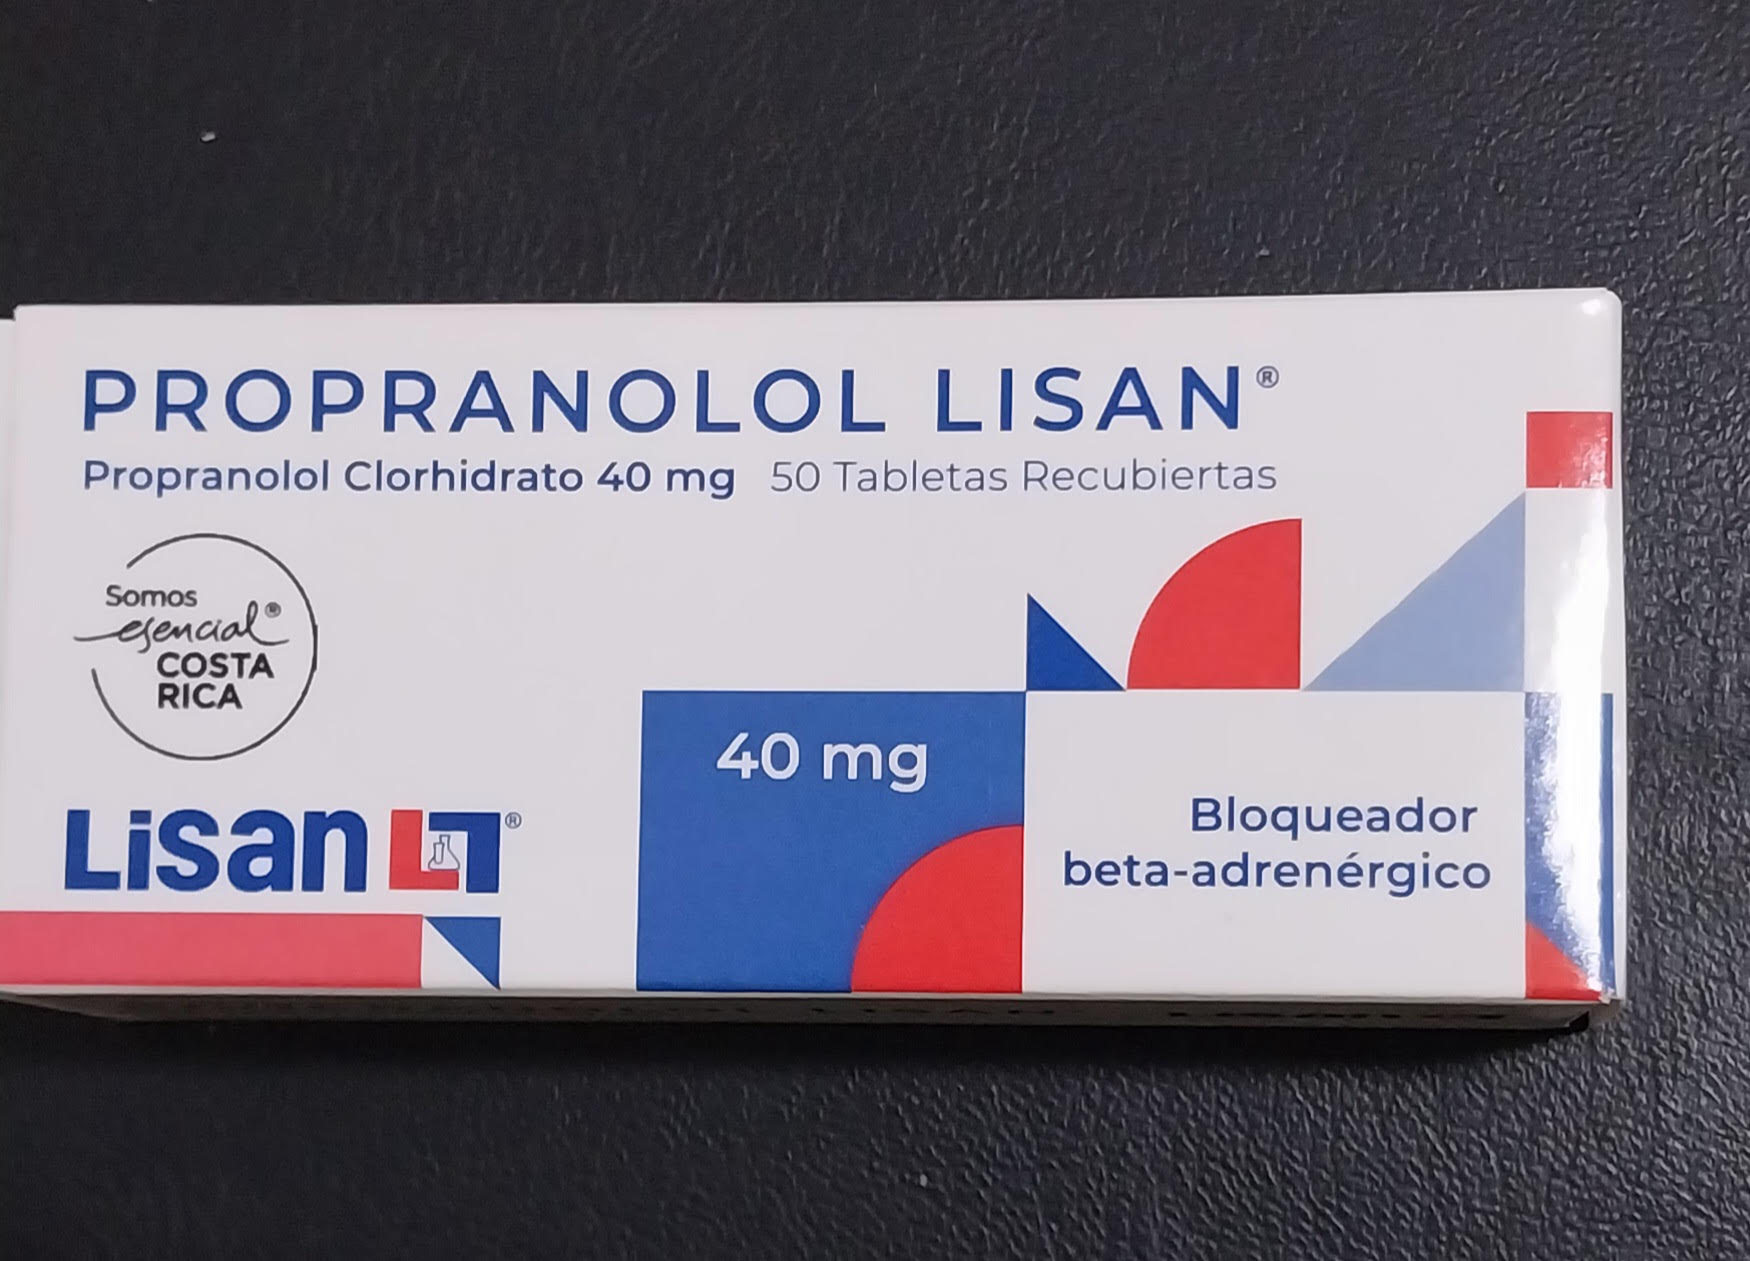 PROPRANOLOL LISAN®
Propranolol Clorhidrato 40 mg 50 Tabletas Recubiertas
Somos
esencial®
COSTA
RICA
40 mg
Bloqueador
beta-adrenérgico
Lisan ®